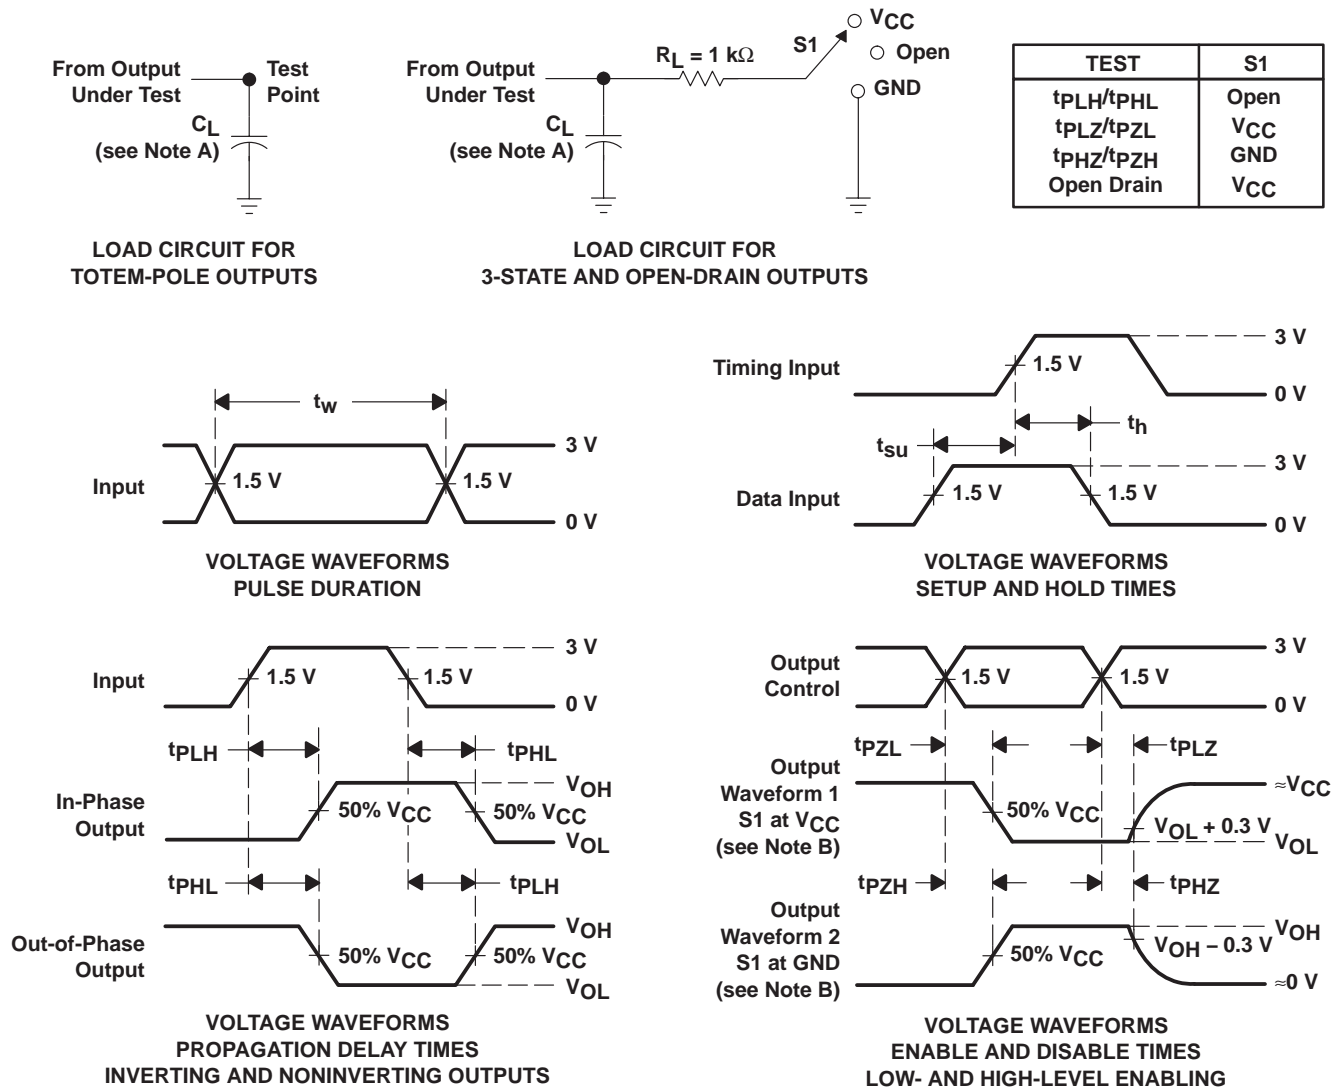 From Output
Under Test
Test
Point
CL
(see Note A)
LOAD CIRCUIT FOR
TOTEM-POLE OUTPUTS
From Output
Under Test
RL = 1 kΩ
S1
VCC
Open
GND
CL
(see Note A)
LOAD CIRCUIT FOR
3-STATE AND OPEN-DRAIN OUTPUTS
TEST S1
tPLH/tPHL Open
tPLZ/tPZL VCC
tPHZ/tPZH GND
Open Drain VCC
tw
Input
1.5 V
1.5 V
3 V
0 V
VOLTAGE WAVEFORMS
PULSE DURATION
Timing Input
1.5 V
3 V
0 V
tsu
th
Data Input
1.5 V
1.5 V
3 V
0 V
VOLTAGE WAVEFORMS
SETUP AND HOLD TIMES
Input
1.5 V
1.5 V
3 V
0 V
tPLH
tPHL
In-Phase
Output
50% VCC
50% VCC
VOH
VOL
tPHL
tPLH
Out-of-Phase
Output
50% VCC
50% VCC
VOH
VOL
VOLTAGE WAVEFORMS
PROPAGATION DELAY TIMES
INVERTING AND NONINVERTING OUTPUTS
Output
Control
1.5 V
1.5 V
3 V
0 V
tPZL
tPLZ
Output
Waveform 1
S1 at VCC
(see Note B)
50% VCC
≈VCC
VOL + 0.3 V
VOL
tPZH
tPHZ
Output
Waveform 2
S1 at GND
(see Note B)
50% VCC
VOH
VOH − 0.3 V
≈0 V
VOLTAGE WAVEFORMS
ENABLE AND DISABLE TIMES
LOW- AND HIGH-LEVEL ENABLING